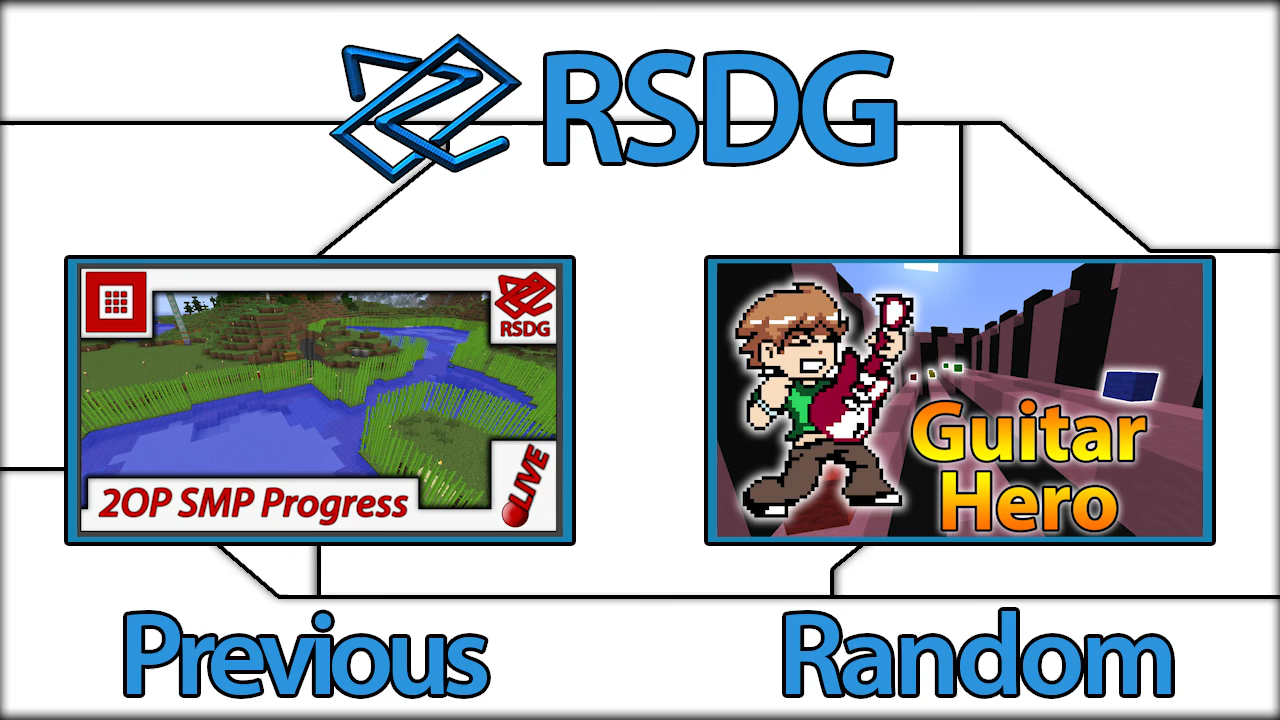 RSDG
RSDG
2OP SMP Progress
LIVE
Guitar
Hero
Previous
Random